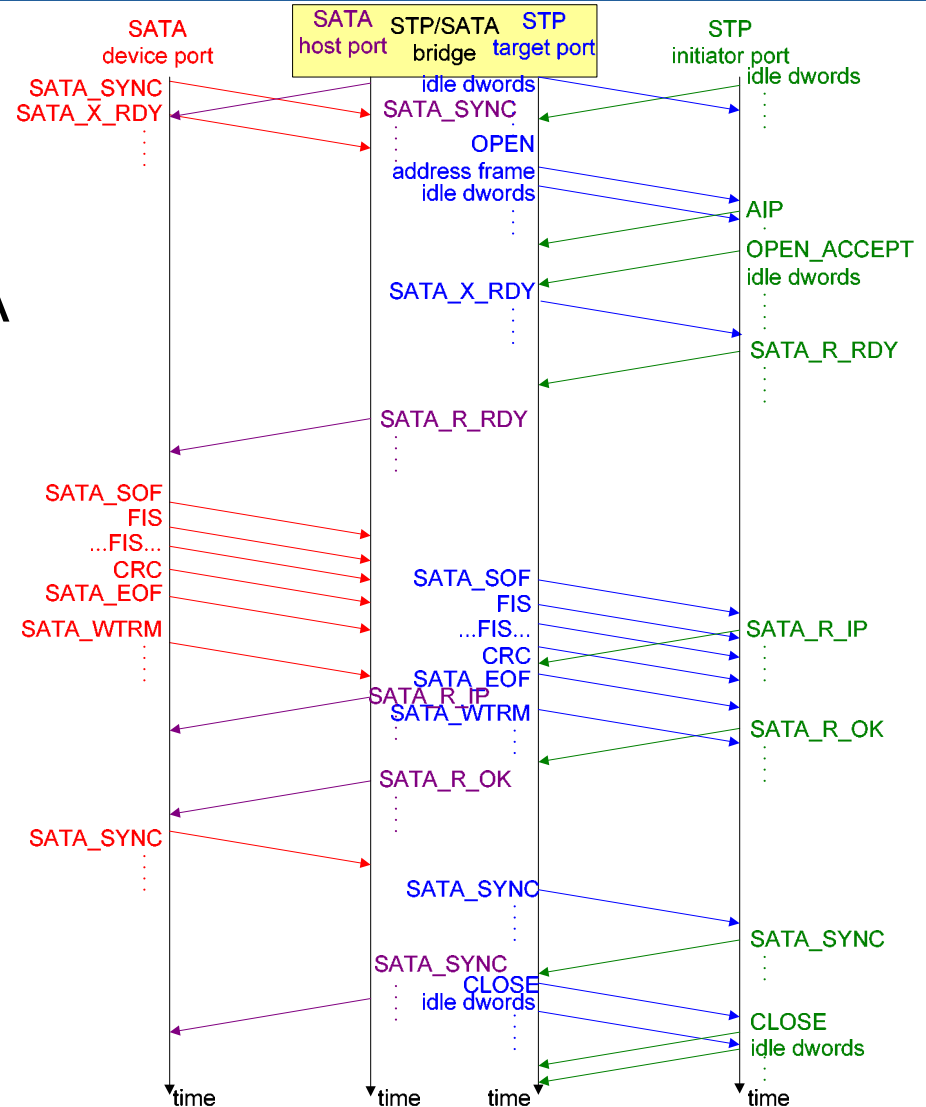 SATA
device port
SATA
host port
STP/SATA
bridge
STP
target port
STP
initiator port
idle dwords
idle dwords
SATA_SYNC
SATA_SYNC
SATA_X_RDY
OPEN
address frame
idle dwords
AIP
OPEN_ACCEPT
idle dwords
SATA_X_RDY
SATA_R_RDY
SATA_R_RDY
SATA_SOF
FIS
...FIS...
CRC
SATA_EOF
SATA_WTRM
SATA_SOF
FIS
...FIS...
CRC
SATA_EOF
SATA_WTRM
SATA_R_IP
SATA_R_IP
SATA_R_OK
SATA_R_OK
SATA_SYNC
SATA_SYNC
SATA_SYNC
SATA_SYNC
CLOSE
idle dwords
CLOSE
idle dwords
time
time
time
time
A